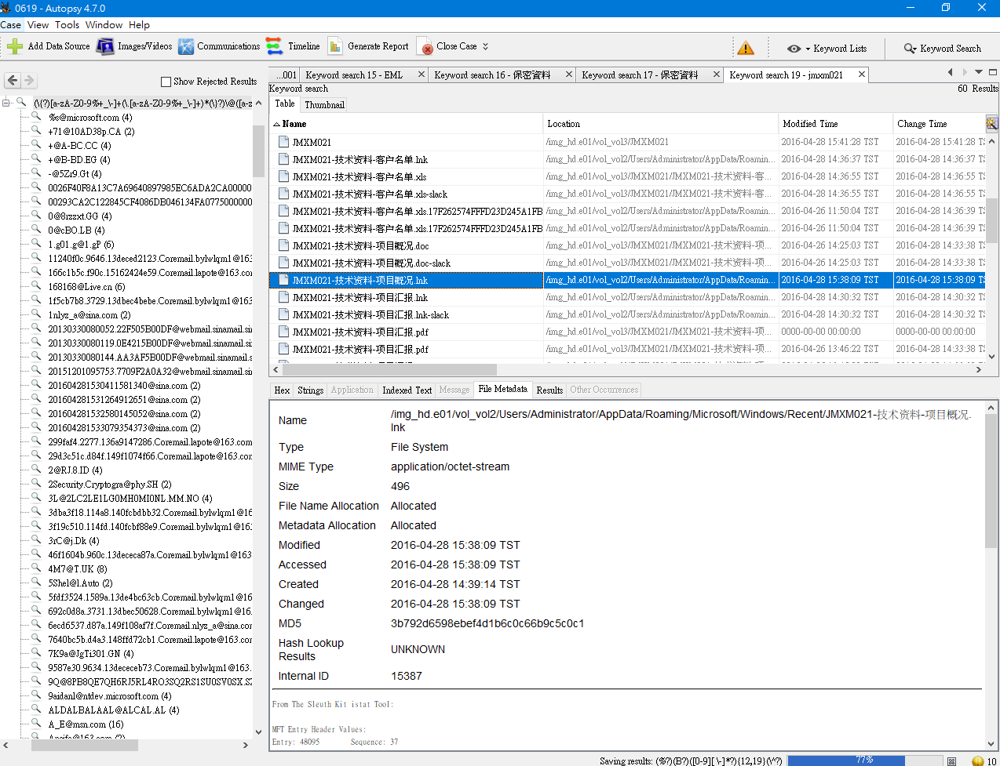 0619 - Autopsy 4.7.0
Case View Tools Window Help
Add Data Source Images/Videos Communications Timeline Generate Report Close Case Keyword Lists Keyword Search
Show Rejected Results
(\{?)[a-zA-Z0-9%+_\-]+(\.[a-zA-Z0-9%+_\-]+)*(\}?)\@([a-z
%s@microsoft.com (4)
+71@10AD38p.CA (2)
+@A-BC.CC (4)
+@B-BD.EG (4)
-@5Zr9.Gt (4)
0026F40F8A13C7A69640897985EC6ADA2CA00000
00293CA2C122845CF4086DB046134FA0775000000
0@8rzzxt.GG (4)
0@cBO.LB (4)
1.g01.g@1.gP (6)
11240f0c.9646.13deced2123.Coremail.bylwlqm1@163
166c1b5c.f90c.15162424e59.Coremail.lapote@163.com
168168@Live.cn (6)
1f5cb7b8.3729.13dbec4bebe.Coremail.bylwlqm1@163
1nlyz_a@sina.com (2)
20130330080052.22F505B00DF@webmail.sinamail.si
20130330080119.0E4215B00DF@webmail.sinamail.si
20130330080144.AA3AF5B00DF@webmail.sinamail.s
20151201095753.7709F2A0A32@webmail.sinamail.si
201604281530411581340@sina.com (2)
201604281531264912651@sina.com (2)
201604281532580145052@sina.com (2)
201604281533079354373@sina.com (2)
299faf4.2277.136a9147286.Coremail.lapote@163.com
29d3c51c.d84f.149f1074f66.Coremail.lapote@163.com
2@RJ.8.ID (4)
2Security.Cryptogra@phy.SH (2)
3L@2LC2LE1LG0MH0MI0NL.MM.NO (4)
3dba3f18.114a8.140fcbdbb32.Coremail.bylwlqm1@16
3f19c510.114fd.140fcbf88e9.Coremail.bylwlqm1@163
3rC@j.Dk (4)
46f1604b.960c.13dececa87a.Coremail.bylwlqm1@163
4M7@T.UK (8)
5Shel@l.Auto (2)
5fdf3524.1589a.13de4bc63cb.Coremail.bylwlqm1@16
692c0d8a.3731.13dbec50628.Coremail.bylwlqm1@16
6ecd6537.d87a.149f108af7f.Coremail.nlyz_a@sina.com
7640bc5b.d4a3.148ffd72cb1.Coremail.lapote@163.com
7K9a@JgTi301.GN (4)
9587e30.9634.13dececeb73.Coremail.bylwlqm1@163.
9Q@8PB8QE7QH6RJ5RL4RO3SQ2RS1SU0SV0SX.SZ
9aidanl@ntdev.microsoft.com (4)
ALDALBALAAL@ALCAL.AL (4)
A_E@msn.com (16)
...001 Keyword search 15 - EML Keyword search 16 - 保密資料 Keyword search 17 - 保密資料 Keyword search 19 - jmxm021
Keyword search 60 Results
Table Thumbnail
Name Location Modified Time Change Time
JMXM021 /img_hd.e01/vol_vol3/JMXM021 2016-04-28 15:41:28 TST 2016-04-28 15:41:28 TS
JMXM021-技术资料-客户名单.lnk /img_hd.e01/vol_vol2/Users/Administrator/AppData/Roamin... 2016-04-28 14:36:37 TST 2016-04-28 14:36:37 TS
JMXM021-技术资料-客户名单.xls /img_hd.e01/vol_vol3/JMXM021/JMXM021-技术资料-客... 2016-04-28 14:36:55 TST 2016-04-28 14:36:55 TS
JMXM021-技术资料-客户名单.xls-slack /img_hd.e01/vol_vol3/JMXM021/JMXM021-技术资料-客... 2016-04-28 14:36:55 TST 2016-04-28 14:36:55 TS
JMXM021-技术资料-客户名单.xls.17F262574FFFD23D245A1FB /img_hd.e01/vol_vol2/Users/Administrator/AppData/Roamin... 2016-04-26 11:50:04 TST 2016-04-28 14:36:39 TS
JMXM021-技术资料-客户名单.xls.17F262574FFFD23D245A1FB /img_hd.e01/vol_vol2/Users/Administrator/AppData/Roamin... 2016-04-26 11:50:04 TST 2016-04-28 14:36:39 TS
JMXM021-技术资料-项目概况.doc /img_hd.e01/vol_vol3/JMXM021/JMXM021-技术资料-项... 2016-04-26 14:25:03 TST 2016-04-28 14:33:38 TS
JMXM021-技术资料-项目概况.doc-slack /img_hd.e01/vol_vol3/JMXM021/JMXM021-技术资料-项... 2016-04-26 14:25:03 TST 2016-04-28 14:33:38 TS
JMXM021-技术资料-项目概况.lnk /img_hd.e01/vol_vol2/Users/Administrator/AppData/Roamin... 2016-04-28 15:38:09 TST 2016-04-28 15:38:09 TS
JMXM021-技术资料-项目汇报.lnk /img_hd.e01/vol_vol2/Users/Administrator/AppData/Roamin... 2016-04-28 14:30:32 TST 2016-04-28 14:30:32 TS
JMXM021-技术资料-项目汇报.lnk-slack /img_hd.e01/vol_vol2/Users/Administrator/AppData/Roamin... 2016-04-28 14:30:32 TST 2016-04-28 14:30:32 TS
JMXM021-技术资料-项目汇报.pdf /img_hd.e01/vol_vol3/JMXM021/JMXM021-技术资料-项... 0000-00-00 00:00:00 0000-00-00 00:00:00
JMXM021-技术资料-项目汇报.pdf /img_hd.e01/vol_vol3/JMXM021/JMXM021-技术资料-项... 2016-04-26 13:46:22 TST 2016-04-28 14:33:38 TS
Hex Strings Application Indexed Text Message File Metadata Results Other Occurrences
Name /img_hd.e01/vol_vol2/Users/Administrator/AppData/Roaming/Microsoft/Windows/Recent/JMXM021-技术资料-项目概况.
lnk
Type File System
MIME Type application/octet-stream
Size 496
File Name Allocation Allocated
Metadata Allocation Allocated
Modified 2016-04-28 15:38:09 TST
Accessed 2016-04-28 15:38:09 TST
Created 2016-04-28 14:39:14 TST
Changed 2016-04-28 15:38:09 TST
MD5 3b792d6598ebef4d1b6c0c66b9c5c0c1
Hash Lookup
Results UNKNOWN
Internal ID 15387
From The Sleuth Kit istat Tool:
MFT Entry Header Values:
Entry: 48095 Sequence: 37
Saving results: (%?)(B?)([0-9][ \-]*?){12,19}(\^?) 77% 10